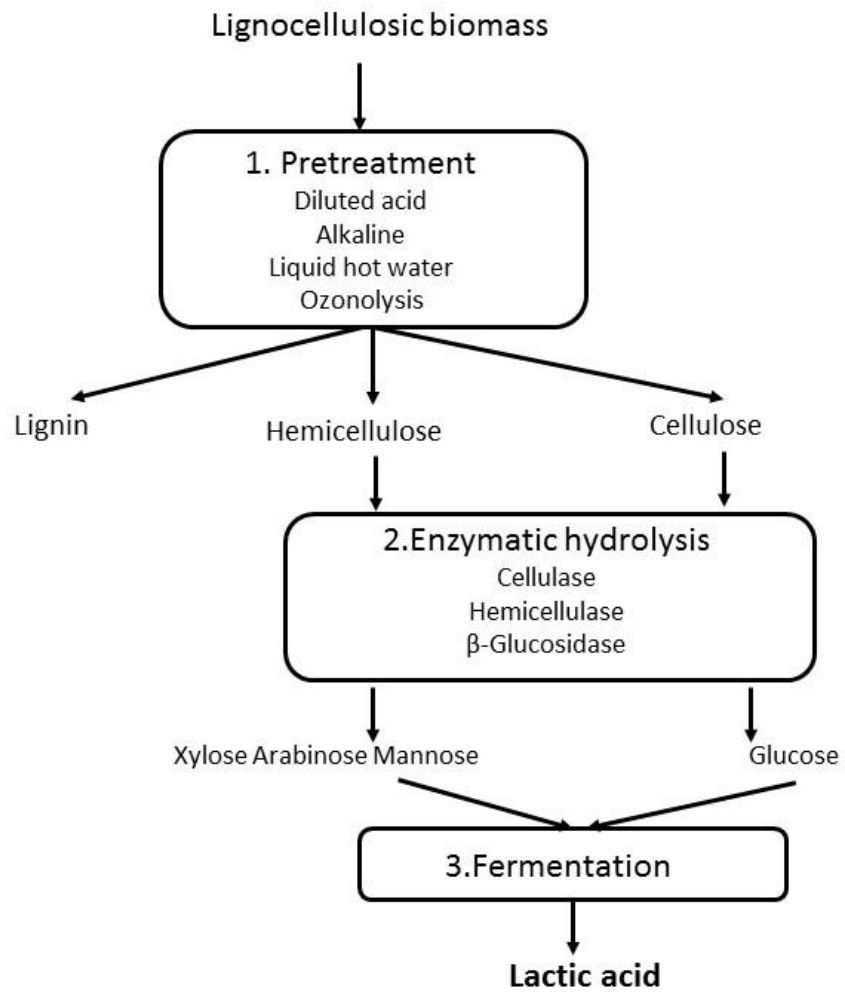 Lignocellulosic biomass
1. Pretreatment
Diluted acid
Alkaline
Liquid hot water
Ozonolysis
Lignin
Hemicellulose
Cellulose
2.Enzymatic hydrolysis
Cellulase
Hemicellulase
β-Glucosidase
Xylose Arabinose Mannose
Glucose
3.Fermentation
Lactic acid